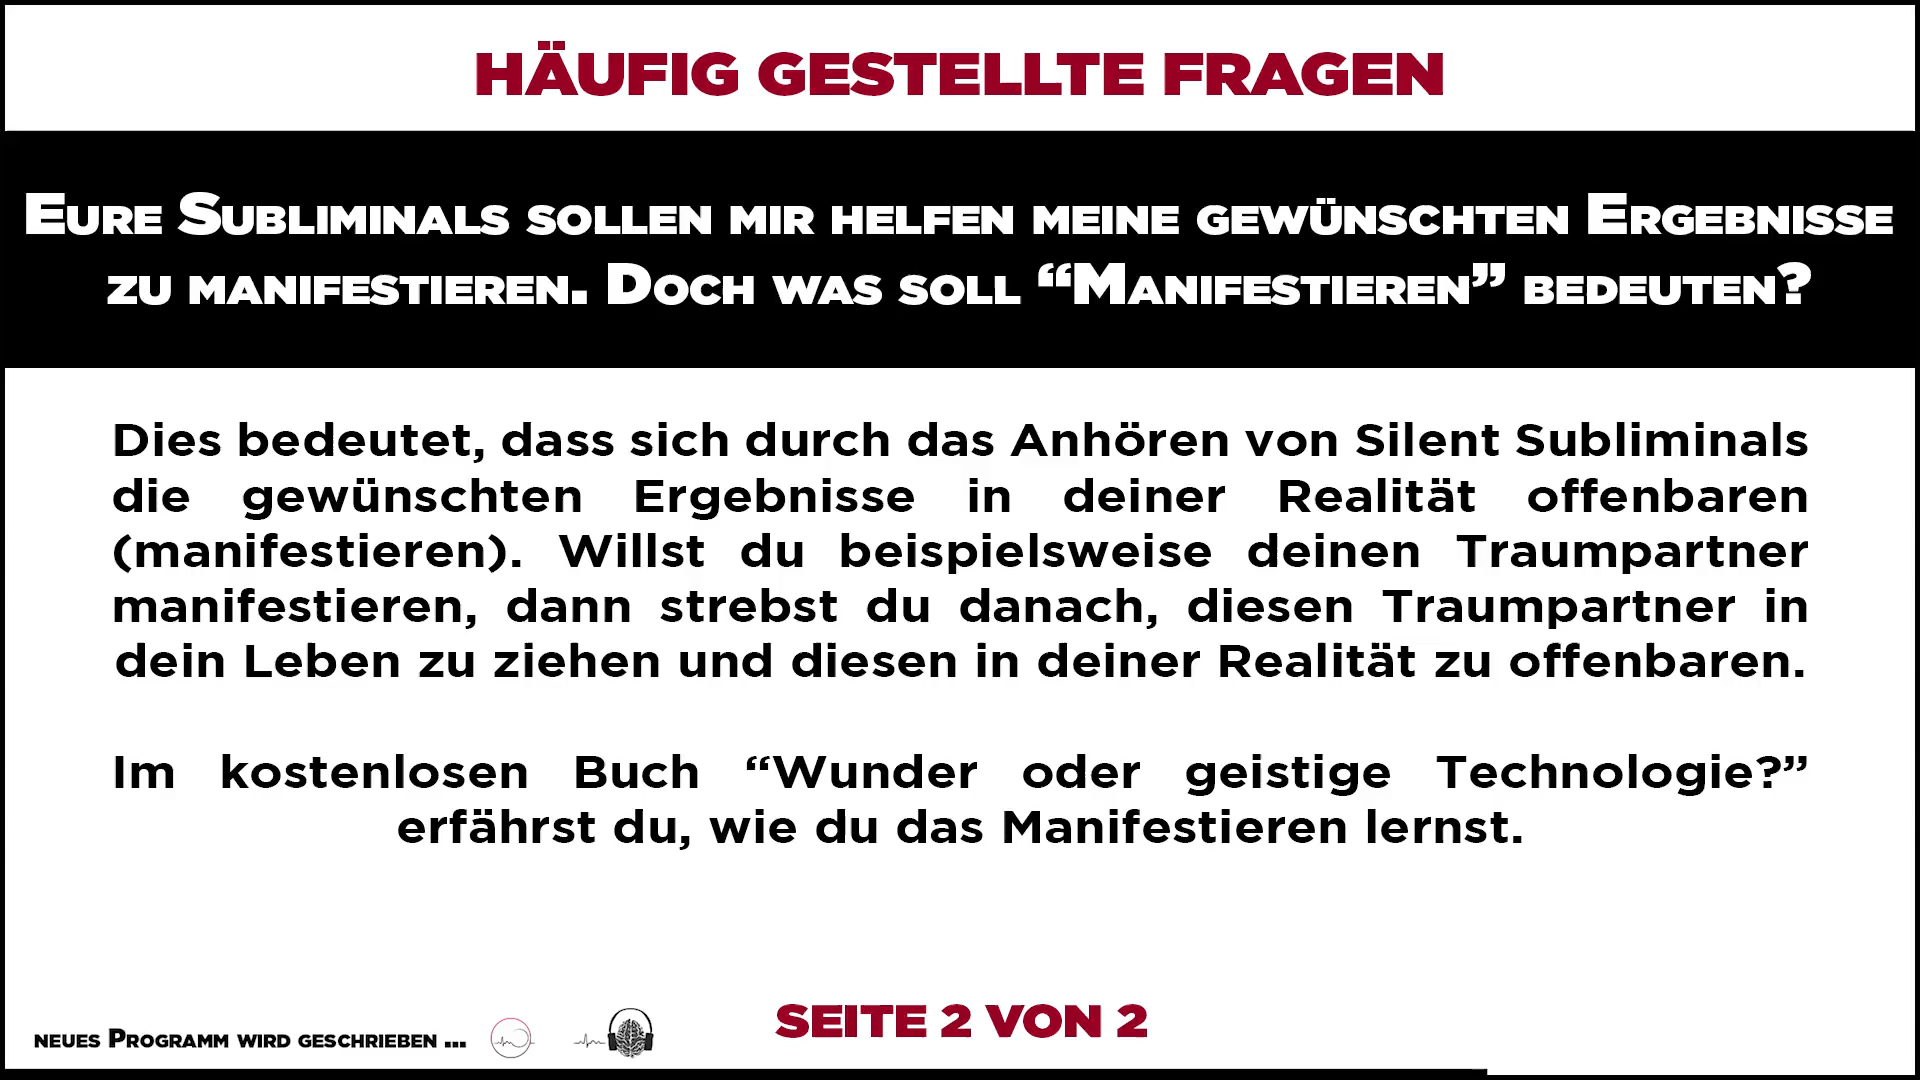 HÄUFIG GESTELLTE FRAGEN
Eure Subliminals sollen mir helfen meine gewünschten Ergebnisse
zu manifestieren. Doch was soll “Manifestieren” bedeuten?
Dies bedeutet, dass sich durch das Anhören von Silent Subliminals
die gewünschten Ergebnisse in deiner Realität offenbaren
(manifestieren). Willst du beispielsweise deinen Traumpartner
manifestieren, dann strebst du danach, diesen Traumpartner in
dein Leben zu ziehen und diesen in deiner Realität zu offenbaren.
Im kostenlosen Buch “Wunder oder geistige Technologie?”
erfährst du, wie du das Manifestieren lernst.
SEITE 2 VON 2
neues Programm wird geschrieben ...